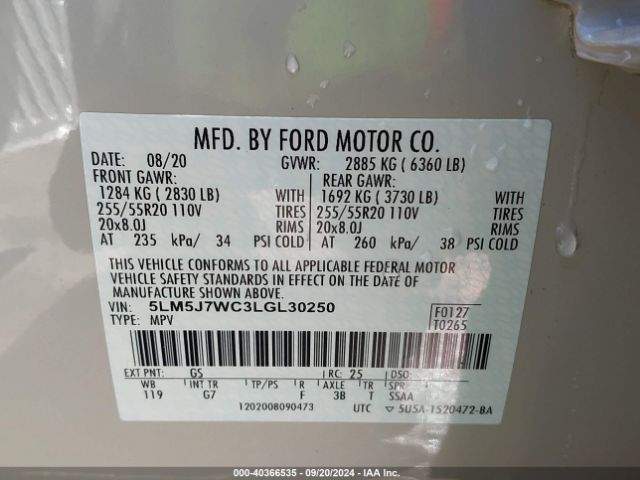 MFD. BY FORD MOTOR CO.
DATE: 08/20 GVWR: 2885 KG ( 6360 LB)
FRONT GAWR: REAR GAWR:
1284 KG ( 2830 LB) WITH 1692 KG ( 3730 LB) WITH
255/55R20 110V TIRES 255/55R20 110V TIRES
20x8.0J RIMS 20x8.0J RIMS
AT 235 kPa/ 34 PSI COLD AT 260 kPa/ 38 PSI COLD
THIS VEHICLE CONFORMS TO ALL APPLICABLE FEDERAL MOTOR
VEHICLE SAFETY STANDARDS IN EFFECT ON THE DATE OF
MANUFACTURE SHOWN ABOVE.
VIN: 5LM5J7WC3LGL30250 F0127
TYPE: MPV T0265
EXT PNT: GS RC: 25 DSO:
WB INT TR TP/PS R AXLE TR SPR
119 G7 F 3B T SSAA
1202008090473 UTC ▽ 5U5A-1520472-BA
000-40366535 - 09/20/2024 - IAA Inc.